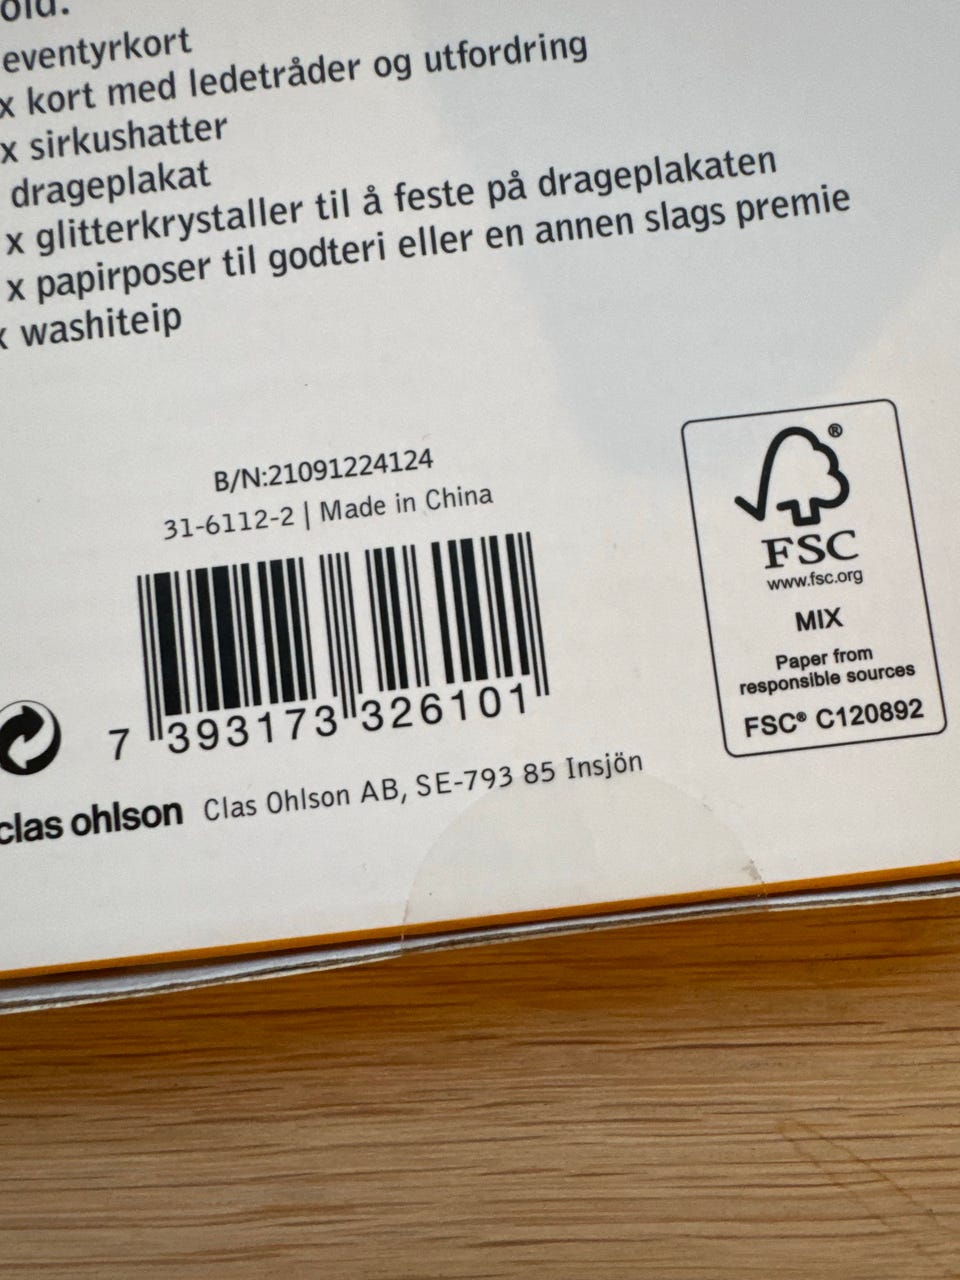 eventyrkort
x kort med ledetråder og utfordring
x sirkushatter
drageplakat
x glitterkrystaller til å feste på drageplakaten
x papirposer til godteri eller en annen slags premie
x washiteip
B/N:21091224124
31-6112-2 | Made in China
7 393173 326101
clas ohlson Clas Ohlson AB, SE-793 85 Insjön
®
FSC
www.fsc.org
MIX
Paper from
responsible sources
FSC® C120892